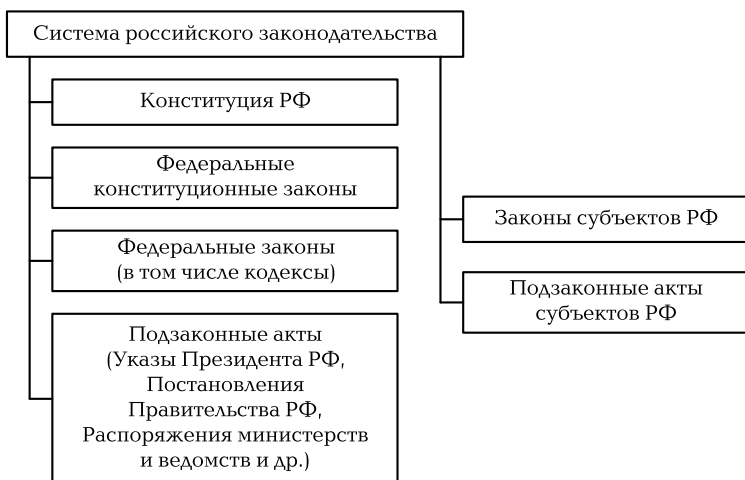 Система российского законодательства
Конституция РФ
Федеральные
конституционные законы
Федеральные законы
(в том числе кодексы)
Подзаконные акты
(Указы Президента РФ,
Постановления
Правительства РФ,
Распоряжения министерств
и ведомств и др.)
Законы субъектов РФ
Подзаконные акты
субъектов РФ